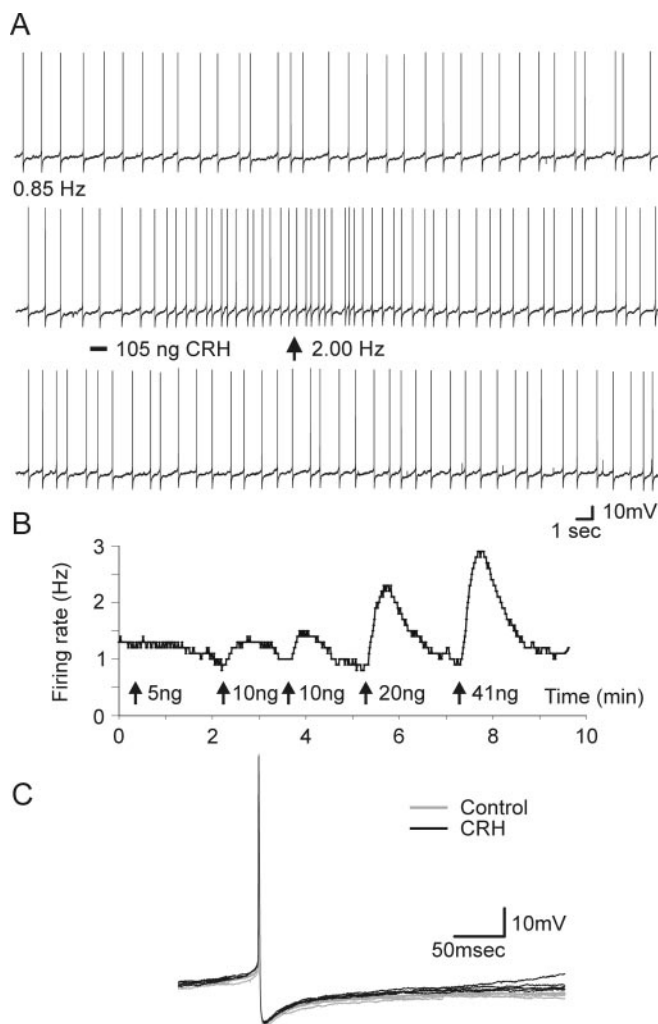 A
0.85 Hz
105 ng CRH 2.00 Hz
10mV
1 sec
B
3
2
1
0
Firing rate (Hz)
5ng 10ng 10ng 20ng 41ng Time (min)
0 2 4 6 8 10
C
Control
CRH
10mV
50msec